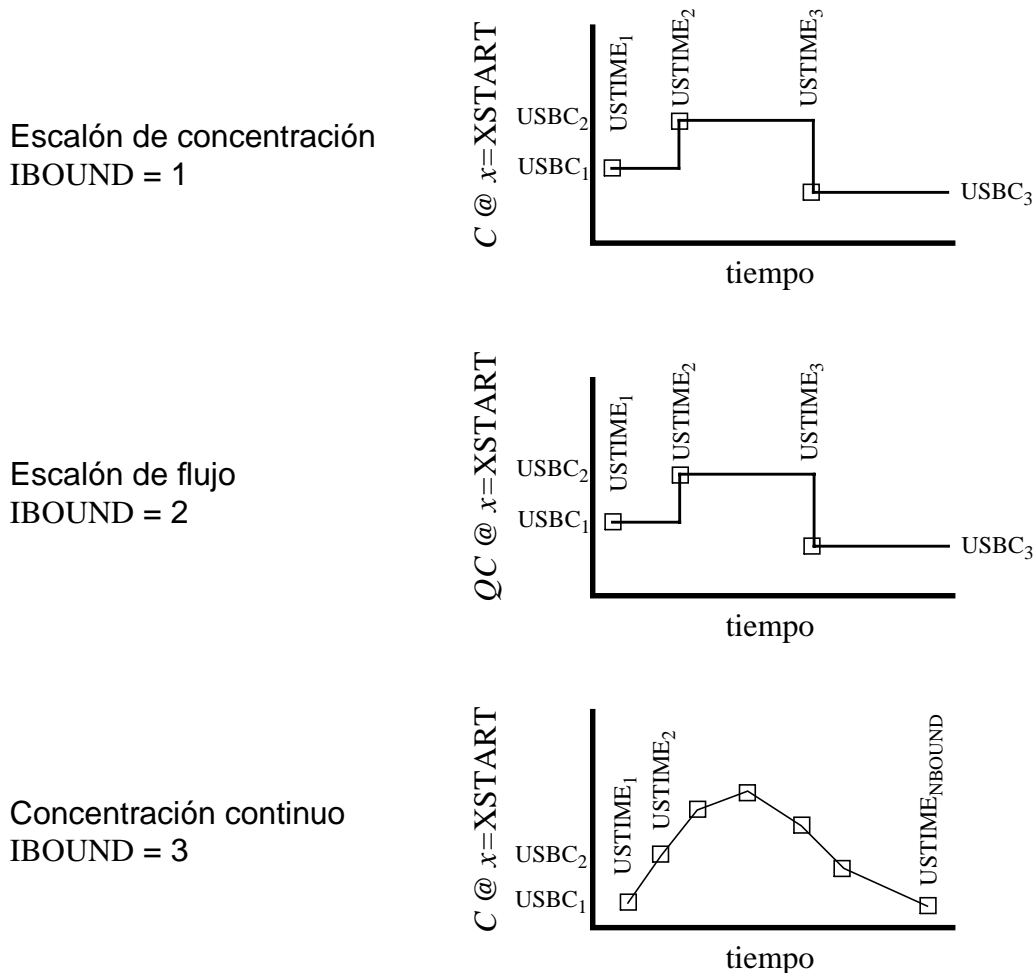 Escalón de concentración
IBOUND = 1
C @ x=XSTART
USBC2
USBC1
USTIME1
USTIME2
USTIME3
USBC3
tiempo
Escalón de flujo
IBOUND = 2
QC @ x=XSTART
USBC2
USBC1
USTIME1
USTIME2
USTIME3
USBC3
tiempo
Concentración continuo
IBOUND = 3
C @ x=XSTART
USBC2
USBC1
USTIME1
USTIME2
USTIMENBOUND
tiempo